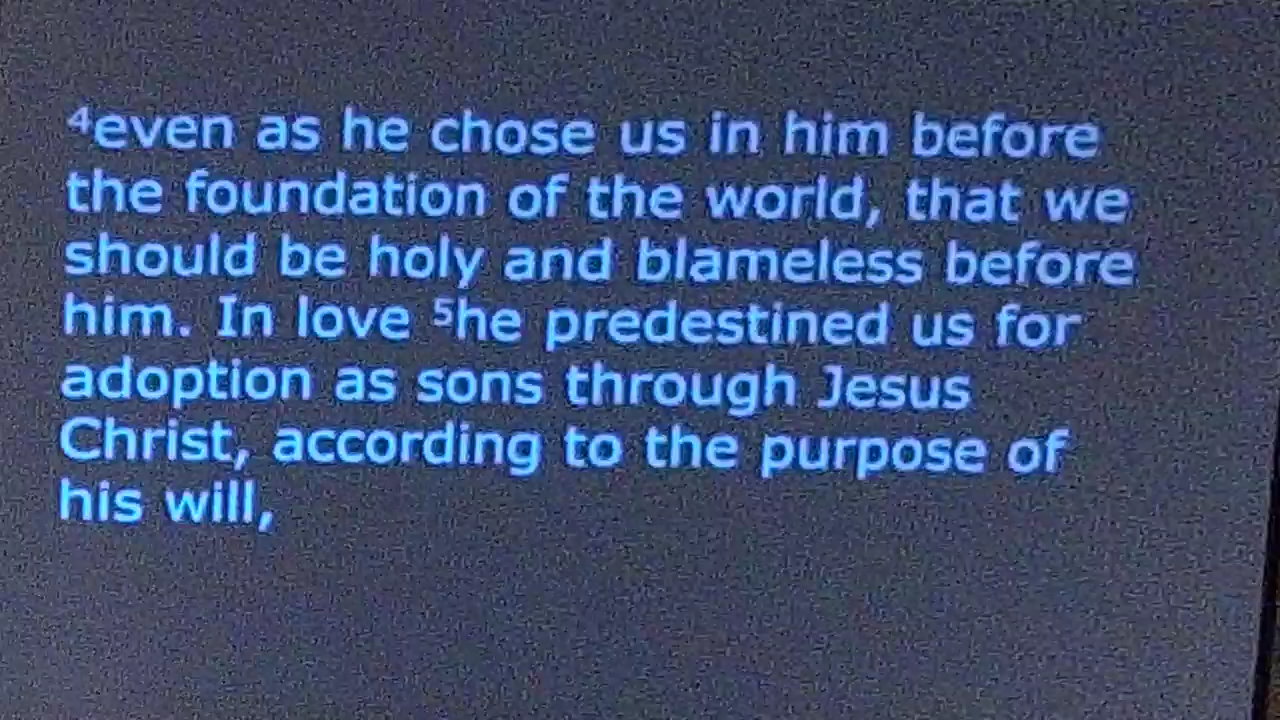 ⁴even as he chose us in him before
the foundation of the world, that we
should be holy and blameless before
him. In love ⁵he predestined us for
adoption as sons through Jesus
Christ, according to the purpose of
his will,